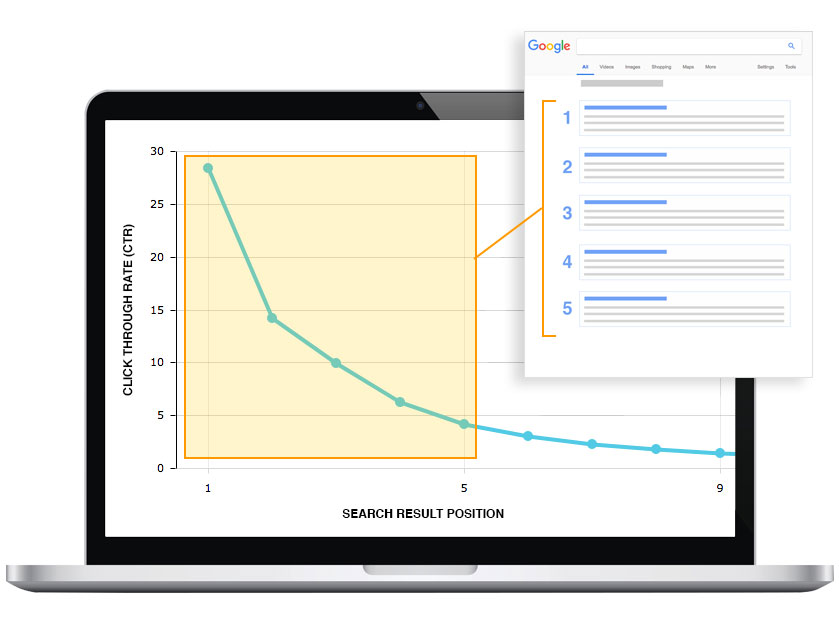 Google
All Videos Images Shopping Maps More Settings Tools
1
2
3
4
5
30
25
20
15
10
5
0
CLICK THROUGH RATE (CTR)
1 5 9
SEARCH RESULT POSITION